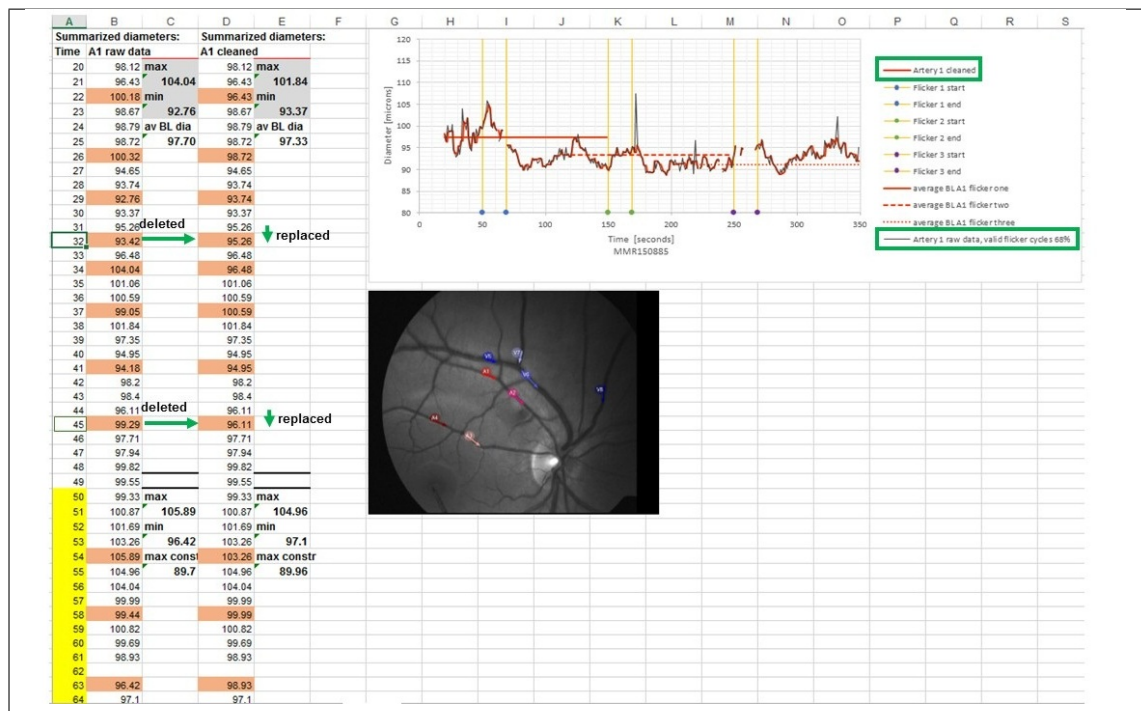 A B C D E F G H I J K L M N O P Q R S
Summarized diameters: Summarized diameters:
Time A1 raw data A1 cleaned
20 98.12 max 98.12 max
21 96.43 104.04 96.43 101.84
22 100.18 min 96.43 min
23 98.67 92.76 98.67 93.37
24 98.79 av BL dia 98.79 av BL dia
25 98.72 97.70 98.72 97.33
26 100.32 98.72
27 94.65 94.65
28 93.74 93.74
29 92.76 93.74
30 93.37 93.37
31 95.26 95.26
deleted replaced
32 93.42 95.26
33 96.48 96.48
34 104.04 96.48
35 101.06 101.06
36 100.59 100.59
37 99.05 100.59
38 101.84 101.84
39 97.35 97.35
40 94.95 94.95
41 94.18 94.95
42 98.2 98.2
43 98.4 98.4
44 96.11 96.11
deleted replaced
45 99.29 96.11
46 97.71 97.71
47 97.94 97.94
48 99.82 99.82
49 99.55 99.55
50 99.33 max 99.33 max
51 100.87 105.89 100.87 104.96
52 101.69 min 101.69 min
53 103.26 96.42 103.26 97.1
54 105.89 max const 103.26 max constr
55 104.96 89.7 104.96 89.96
56 104.04 104.04
57 99.99 99.99
58 99.44 99.99
59 100.82 100.82
60 99.69 99.69
61 98.93 98.93
62
63 96.42 98.93
64 97.1 97.1
Diameter [microns]
120
115
110
105
100
95
90
85
80
0 50 100 150 200 250 300 350
Time [seconds]
MMR150885
Artery 1 cleaned
Flicker 1 start
Flicker 1 end
Flicker 2 start
Flicker 2 end
Flicker 3 start
Flicker 3 end
average BL A1 flicker one
average BL A1 flicker two
average BL A1 flicker three
Artery 1 raw data, valid flicker cycles 68%
V7
A1
A2
V8
A4